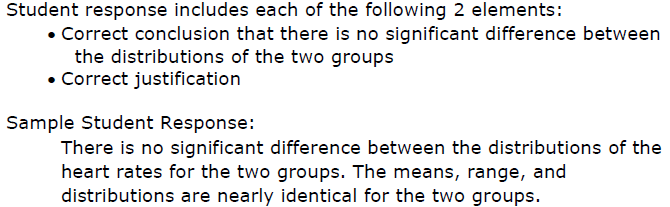 Student response includes each of the following 2 elements:
• Correct conclusion that there is no significant difference between
the distributions of the two groups
• Correct justification
Sample Student Response:
There is no significant difference between the distributions of the
heart rates for the two groups. The means, range, and
distributions are nearly identical for the two groups.